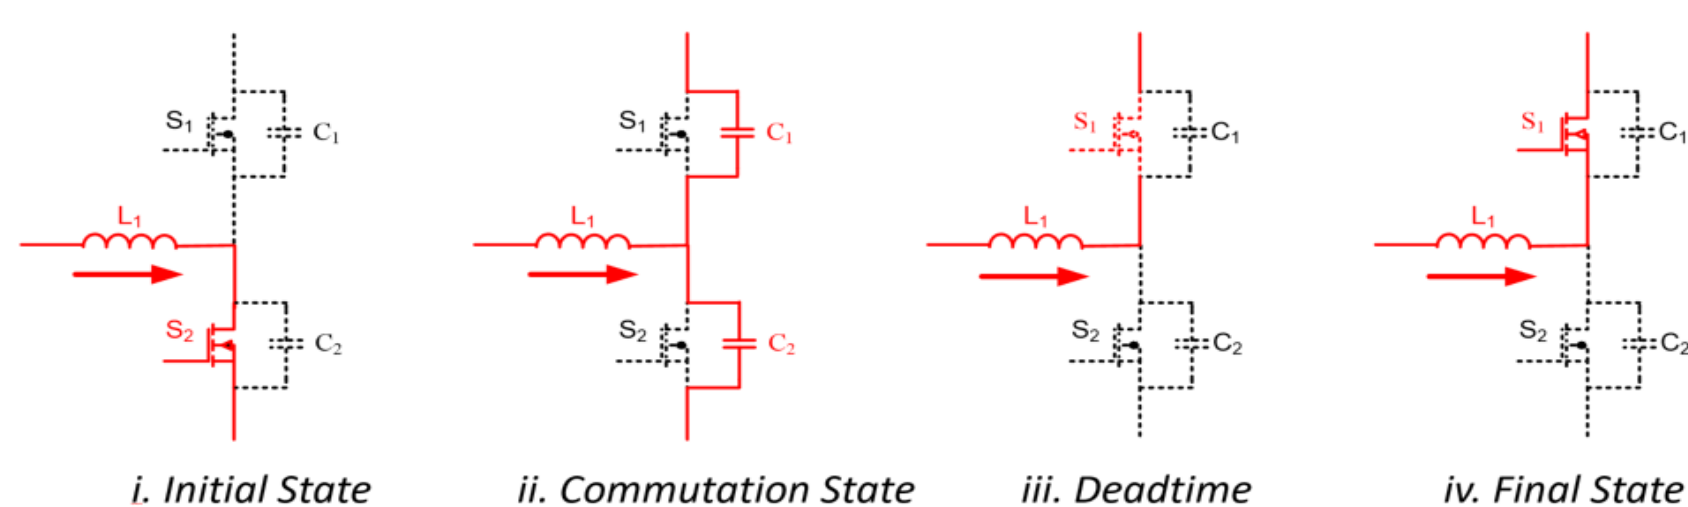 S₁
C₁
L₁
S₂
C₂
i. Initial State
S₁
C₁
L₁
S₂
C₂
ii. Commutation State
S₁
C₁
L₁
S₂
C₂
iii. Deadtime
S₁
C₁
L₁
S₂
C₂
iv. Final State